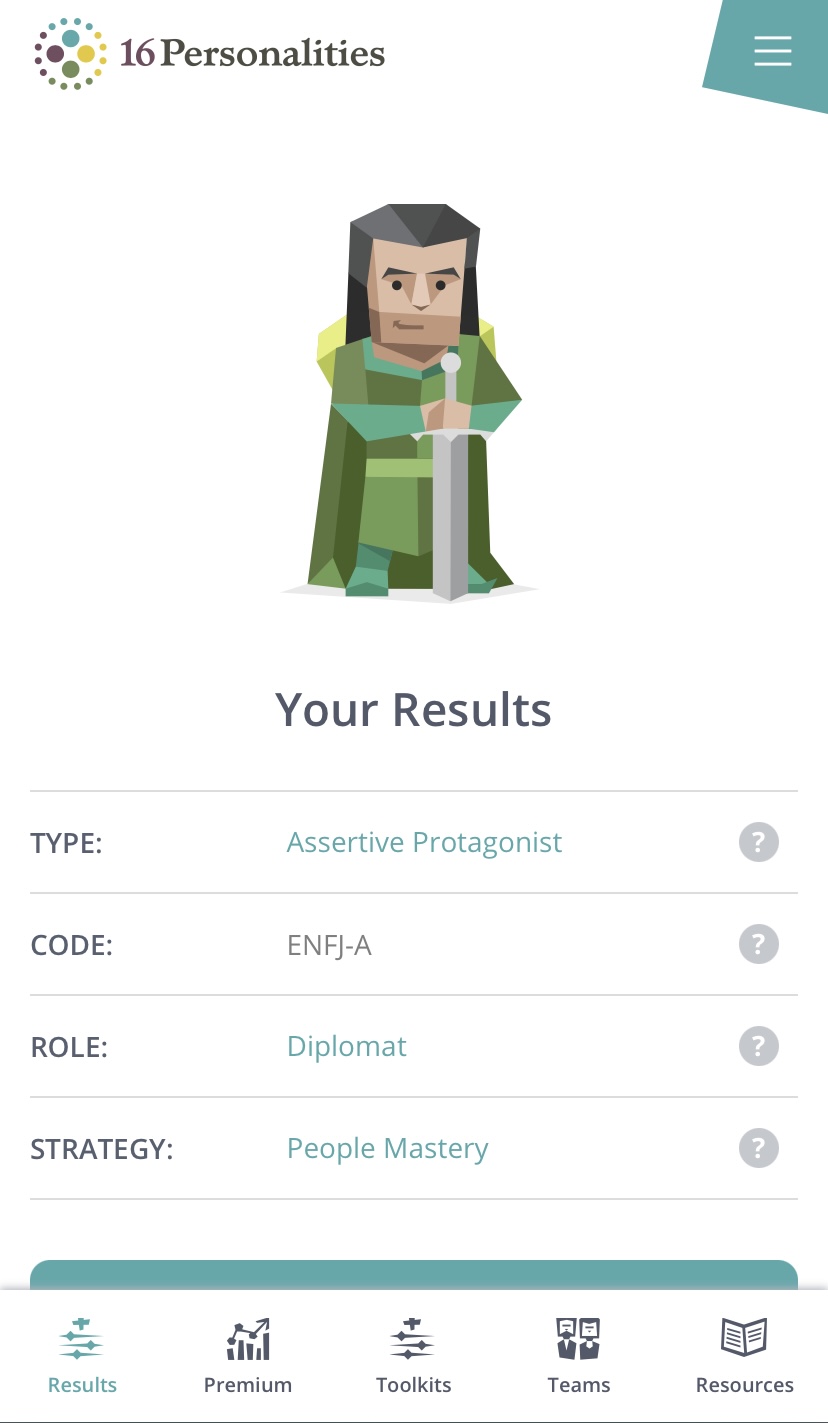 16Personalities
Your Results
TYPE: Assertive Protagonist ?
CODE: ENFJ-A ?
ROLE: Diplomat ?
STRATEGY: People Mastery ?
Results Premium Toolkits Teams Resources